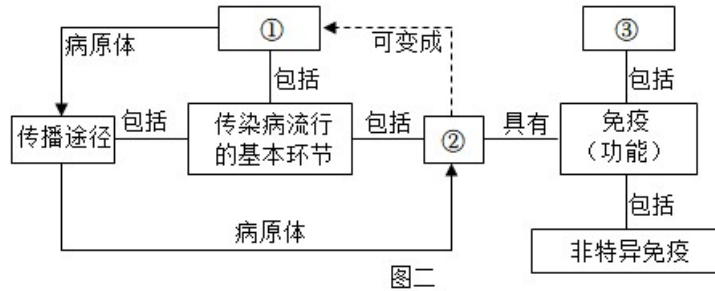 ①
③
病原体
可变成
包括
包括
传播途径
包括
传染病流行
的基本环节
包括
②
具有
免疫
（功能）
包括
病原体
非特异免疫
图二